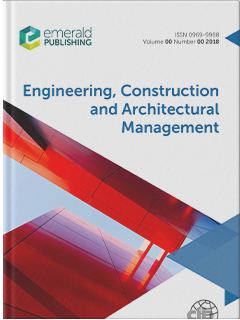 emerald
PUBLISHING
ISSN 0969-9988
Volume 00 Number 00 2018
Engineering, Construction
and Architectural
Management